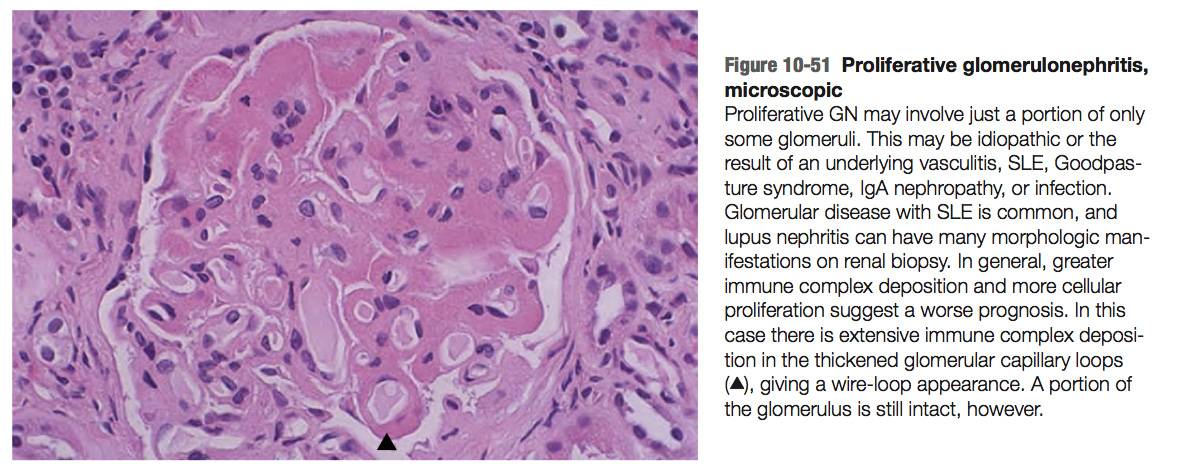 Figure 10-51 Proliferative glomerulonephritis,
microscopic
Proliferative GN may involve just a portion of only
some glomeruli. This may be idiopathic or the
result of an underlying vasculitis, SLE, Goodpas-
ture syndrome, IgA nephropathy, or infection.
Glomerular disease with SLE is common, and
lupus nephritis can have many morphologic man-
ifestations on renal biopsy. In general, greater
immune complex deposition and more cellular
proliferation suggest a worse prognosis. In this
case there is extensive immune complex deposi-
tion in the thickened glomerular capillary loops
(▲), giving a wire-loop appearance. A portion of
the glomerulus is still intact, however.